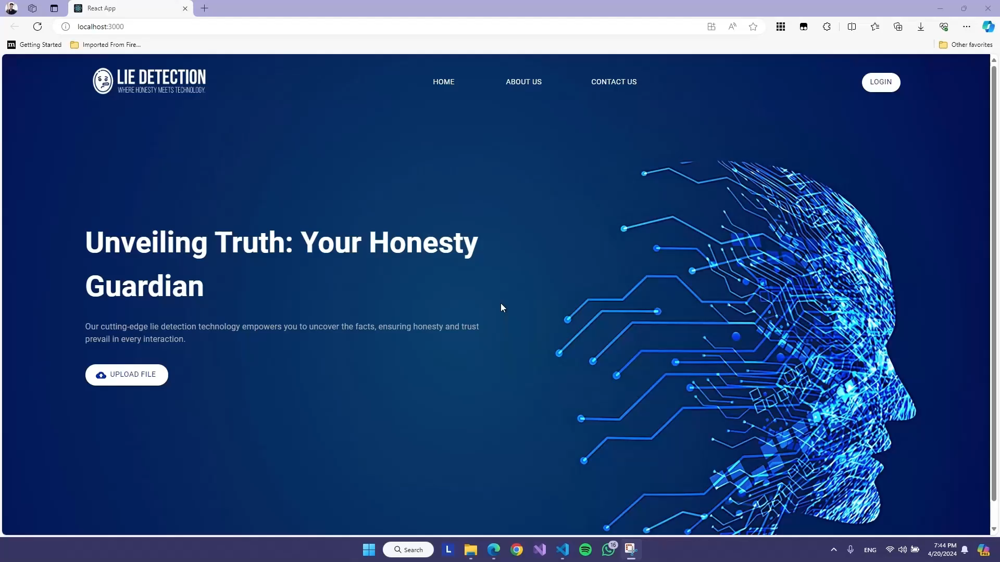 React App
localhost:3000
Getting Started
Imported From Fire...
Other favorites
LIE DETECTION
WHERE HONESTY MEETS TECHNOLOGY.
HOME
ABOUT US
CONTACT US
LOGIN
Unveiling Truth: Your Honesty
Guardian
Our cutting-edge lie detection technology empowers you to uncover the facts, ensuring honesty and trust
prevail in every interaction.
UPLOAD FILE
Search
L
16
ENG
7:44 PM
4/20/2024
PRE